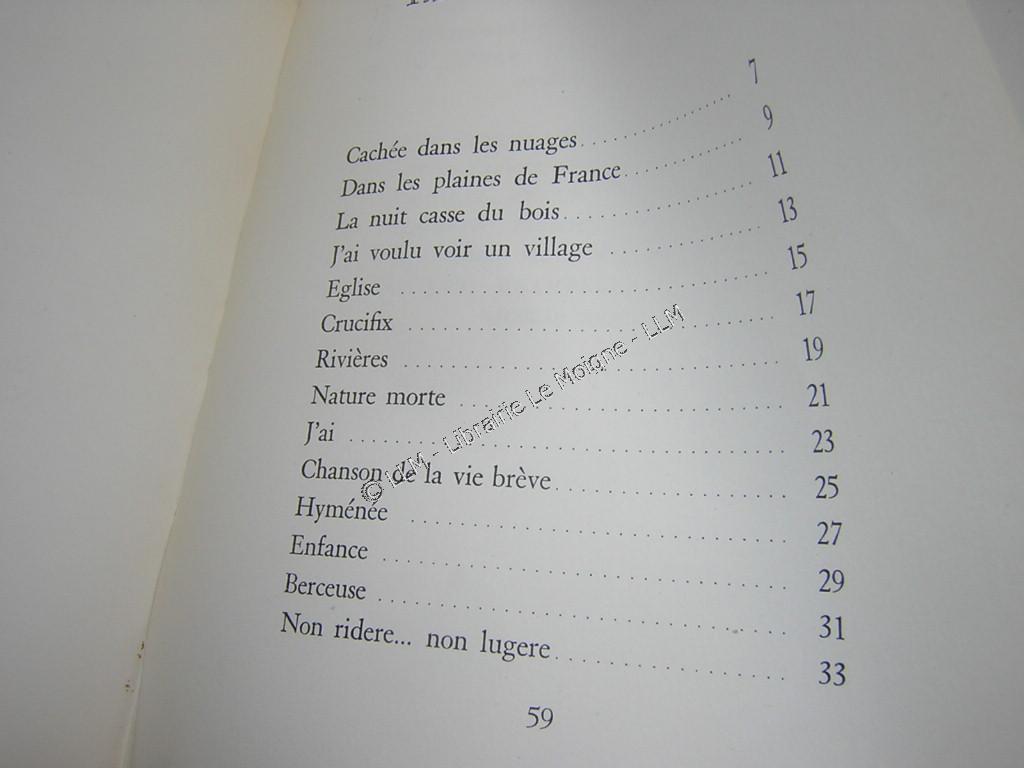 Cachée dans les nuages 7
Dans les plaines de France 9
La nuit casse du bois 11
J'ai voulu voir un village 13
Eglise 15
Crucifix 17
Rivières 19
Nature morte 21
J'ai 23
Chanson de la vie brève 25
Hyménée 27
Enfance 29
Berceuse 31
Non ridere... non lugere 33
59
© LLM - Librairie Le Moigne - LLM